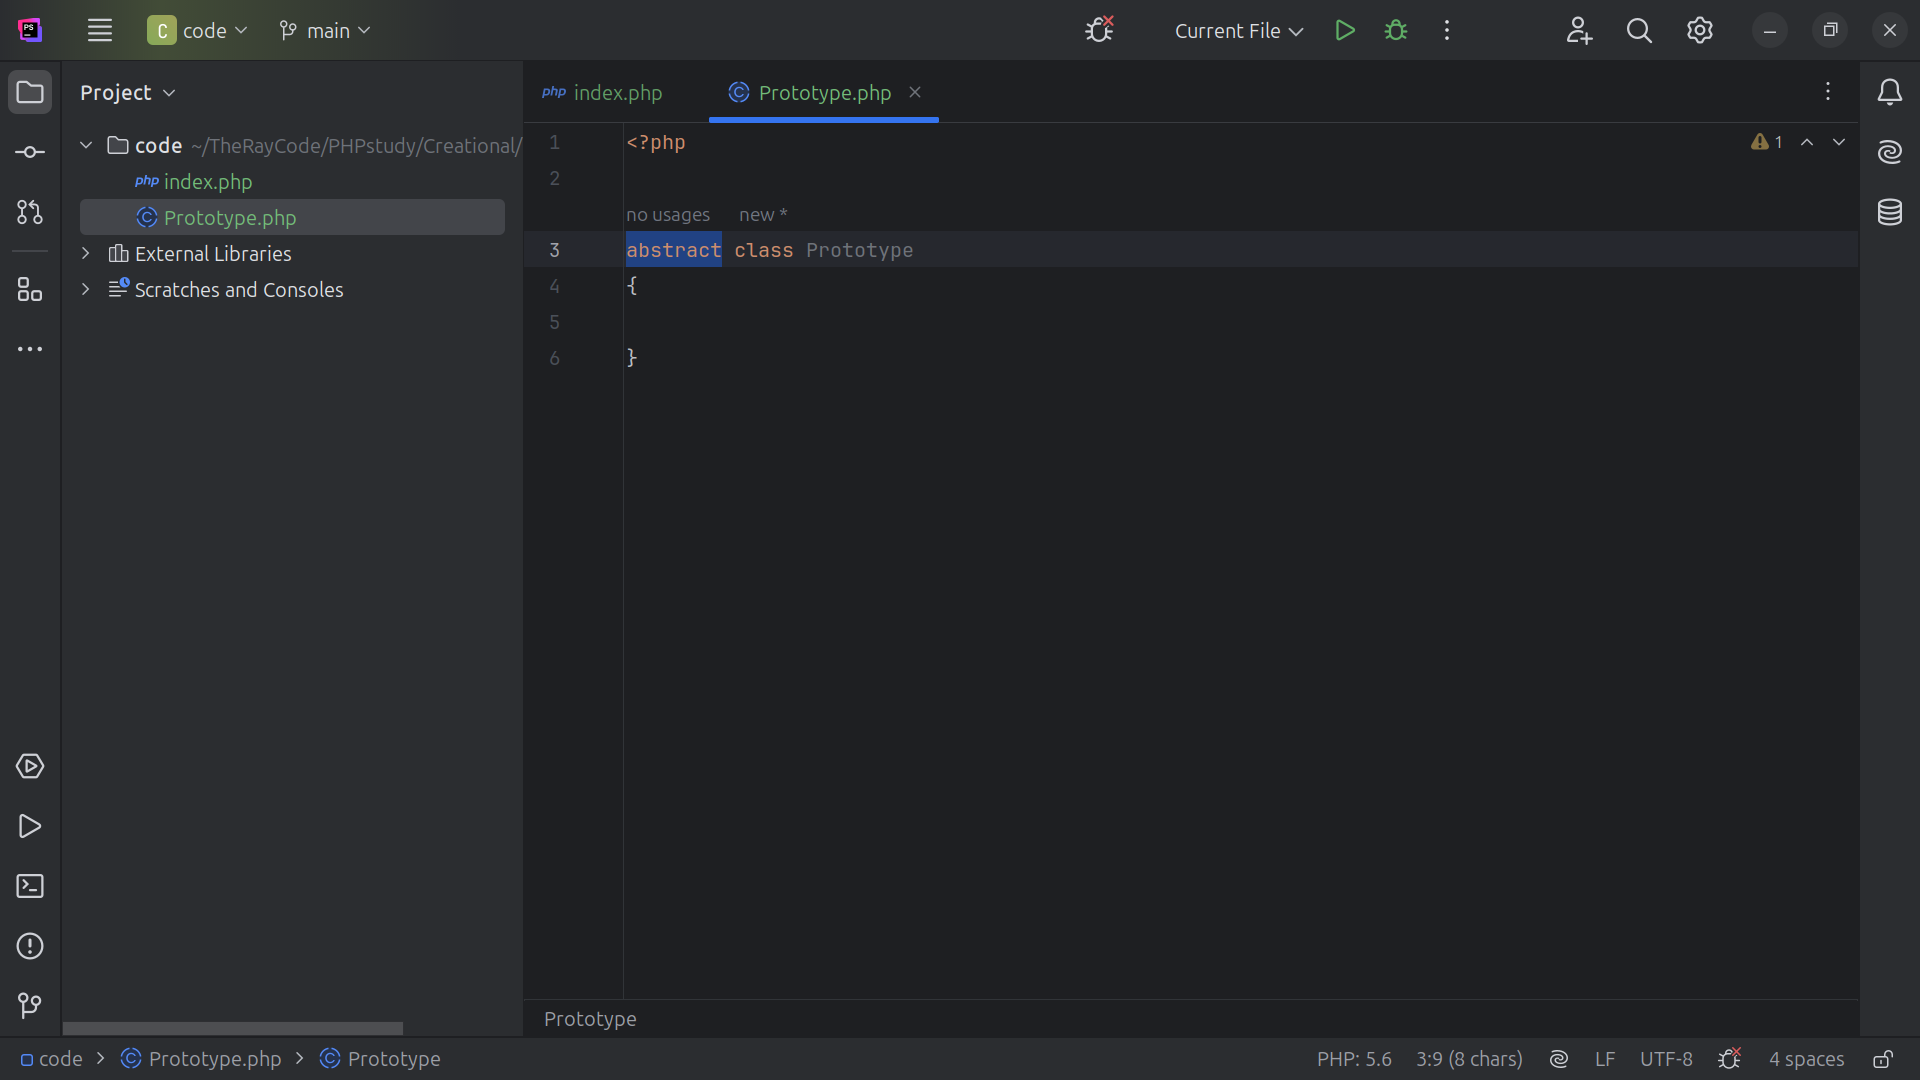 PS
C code main Current File
Project
php index.php Prototype.php
code ~/TheRayCode/PHPstudy/Creational/
php index.php
Prototype.php
External Libraries
Scratches and Consoles
1 <?php
1
2
no usages new *
3 abstract class Prototype
4 {
5
6 }
Prototype
code > Prototype.php > Prototype
PHP: 5.6 3:9 (8 chars) LF UTF-8 4 spaces